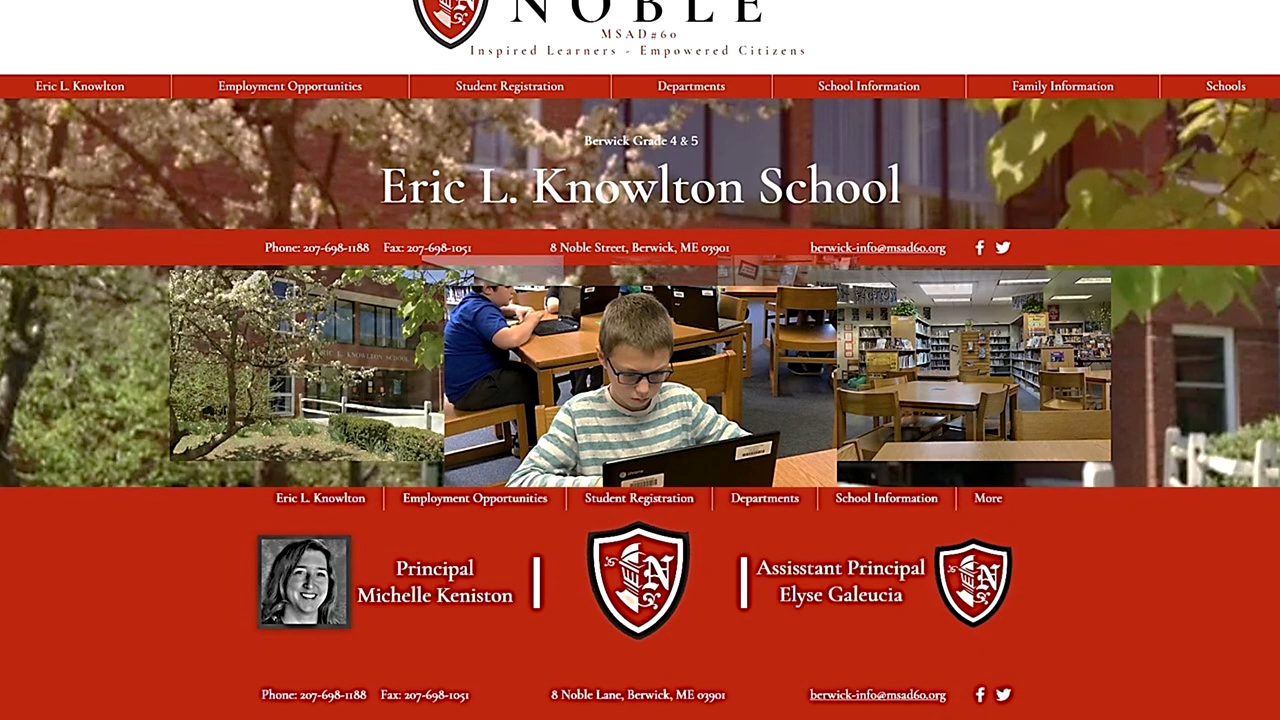 NOBLE
MSAD#60
Inspired Learners - Empowered Citizens
Eric L. Knowlton Employment Opportunities Student Registration Departments School Information Family Information Schools
Berwick Grade 4 & 5
Eric L. Knowlton School
Phone: 207-698-1188 Fax: 207-698-1051 8 Noble Street, Berwick, ME 03901 berwick-info@msad60.org
ERIC L. KNOWLTON SCHOOL
chrome
Eric L. Knowlton Employment Opportunities Student Registration Departments School Information More
Principal
Michelle Keniston
N
Assisstant Principal
Elyse Galeucia
N
Phone: 207-698-1188 Fax: 207-698-1051 8 Noble Lane, Berwick, ME 03901 berwick-info@msad60.org